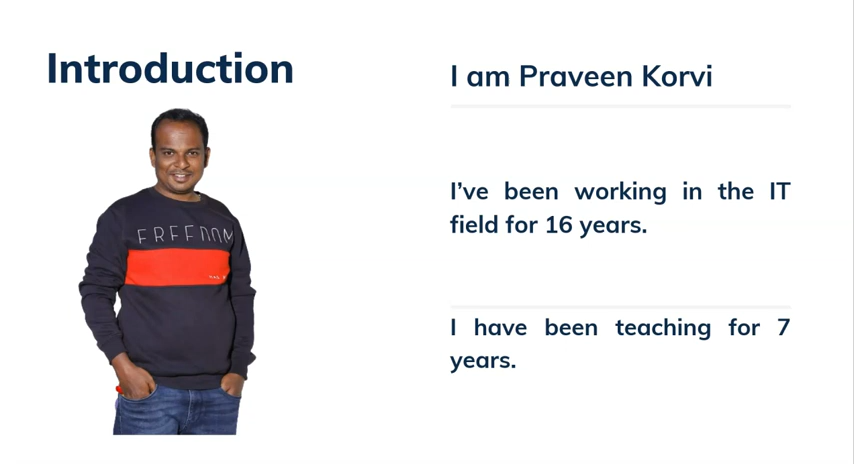 Introduction
I am Praveen Korvi
I’ve been working in the IT
field for 16 years.
I have been teaching for 7
years.
FREEDOM